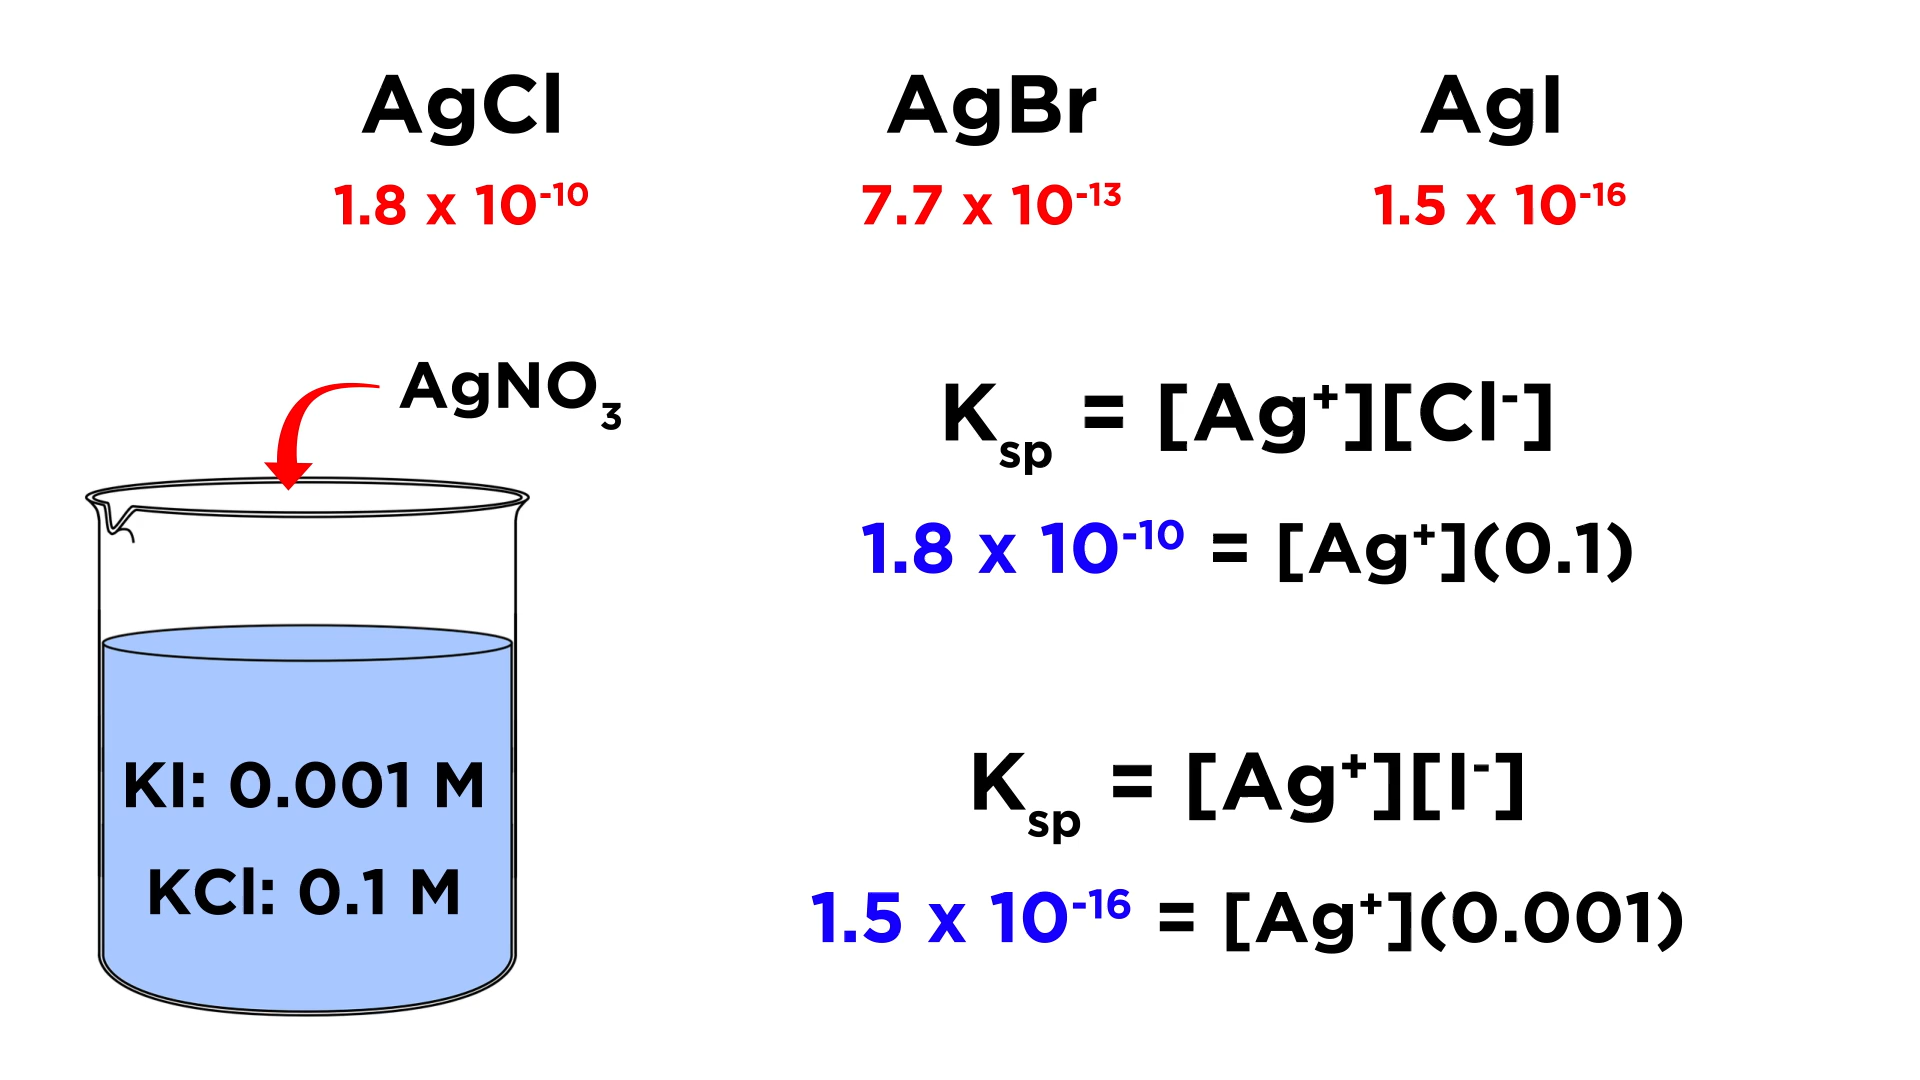 AgCl AgBr AgI
1.8 x 10⁻¹⁰ 7.7 x 10⁻¹³ 1.5 x 10⁻¹⁶
AgNO₃
Kₛₚ = [Ag⁺][Cl⁻]
1.8 x 10⁻¹⁰ = [Ag⁺](0.1)
KI: 0.001 M
KCl: 0.1 M
Kₛₚ = [Ag⁺][I⁻]
1.5 x 10⁻¹⁶ = [Ag⁺](0.001)